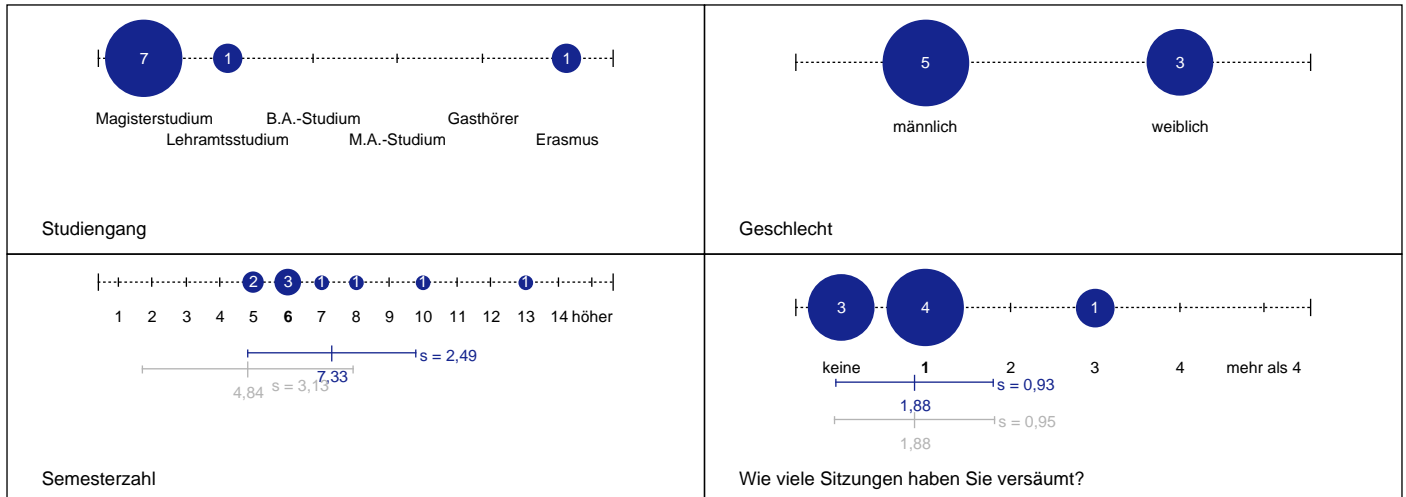 7 1 1
Magisterstudium B.A.-Studium Gasthörer
Lehramtsstudium M.A.-Studium Erasmus
Studiengang
5 3
männlich weiblich
Geschlecht
2 3 1 1 1 1
1 2 3 4 5 6 7 8 9 10 11 12 13 14 höher
s = 2,49
7,33
s = 3,13
4,84
Semesterzahl
3 4 1
keine 1 2 3 4 mehr als 4
s = 0,93
1,88
s = 0,95
1,88
Wie viele Sitzungen haben Sie versäumt?